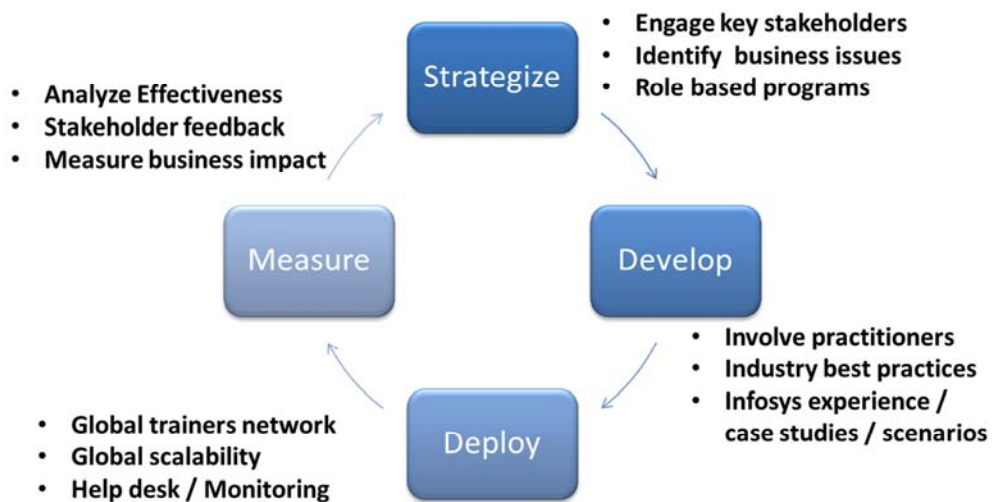 Strategize
• Engage key stakeholders
• Identify business issues
• Role based programs
Develop
• Involve practitioners
• Industry best practices
• Infosys experience /
case studies / scenarios
Deploy
• Global trainers network
• Global scalability
• Help desk / Monitoring
Measure
• Analyze Effectiveness
• Stakeholder feedback
• Measure business impact